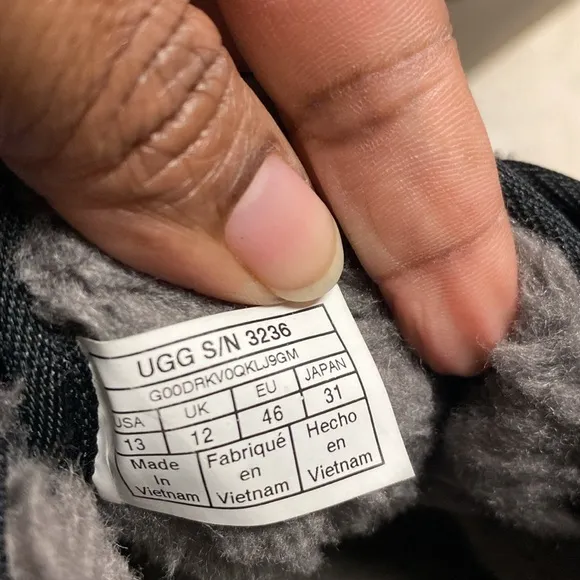 UGG S/N 3236
G00DRKV0QKLJ9GM
USA UK EU JAPAN
13 12 46 31
Made Fabriqué Hecho
In en en
Vietnam Vietnam Vietnam